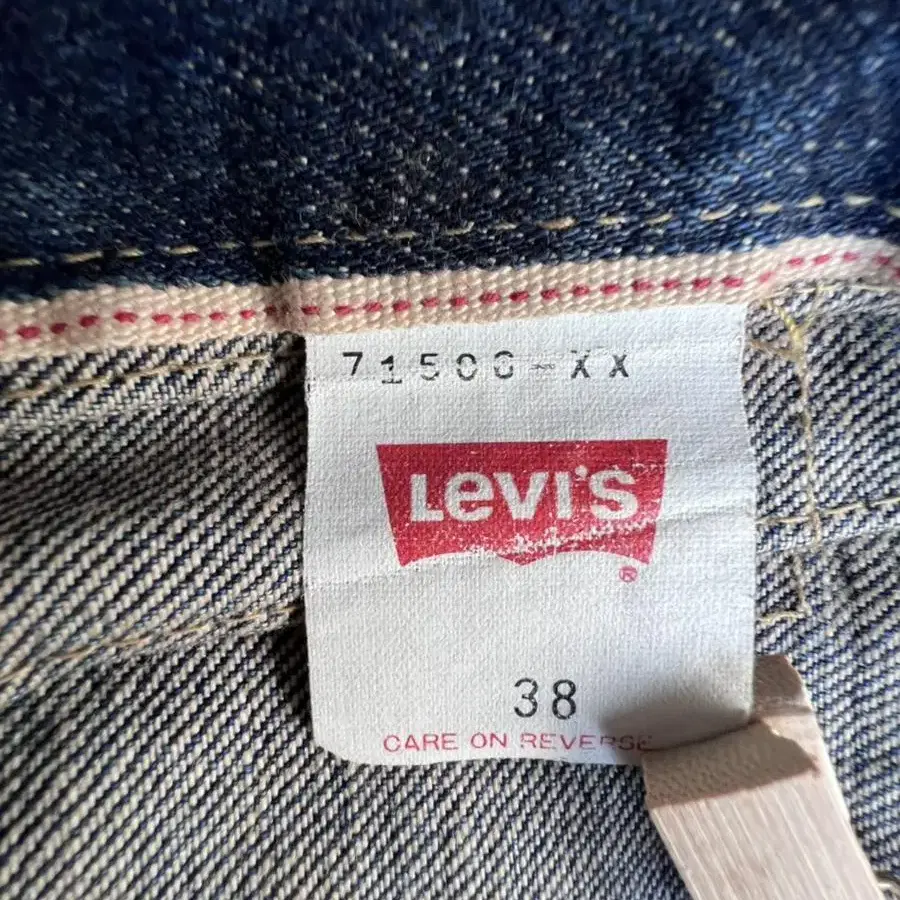 71506-XX
LEVI'S
®
38
CARE ON REVERSE